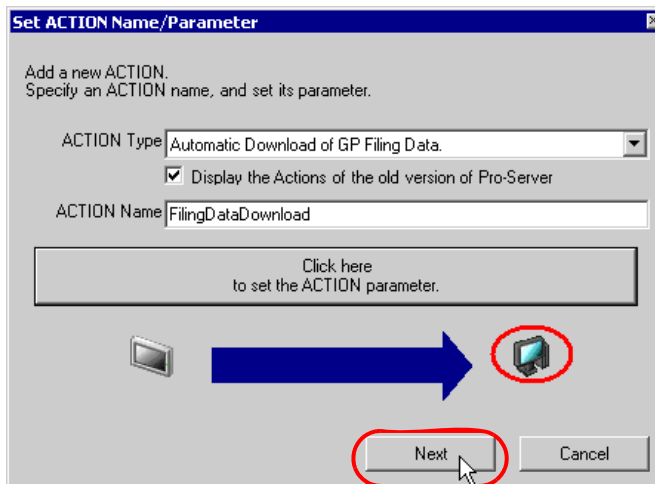 Set ACTION Name/Parameter
Add a new ACTION.
Specify an ACTION name, and set its parameter.
ACTION Type Automatic Download of GP Filing Data.
Display the Actions of the old version of Pro-Server
ACTION Name FilingDataDownload
Click here
to set the ACTION parameter.
Next Cancel